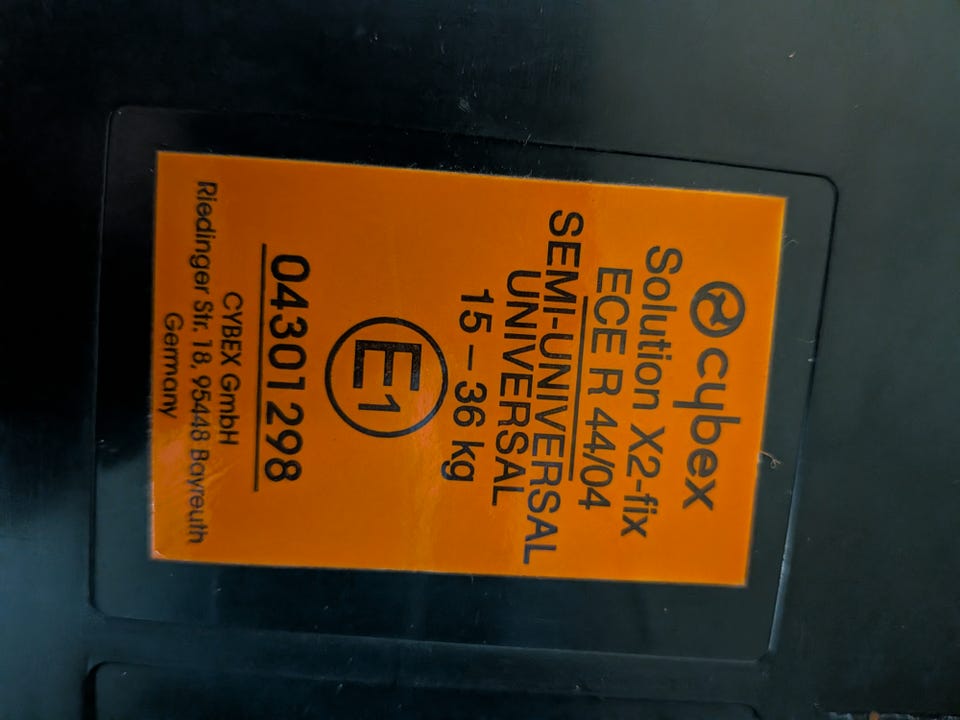 cybex
Solution X2-fix
ECE R 44/04
SEMI-UNIVERSAL
UNIVERSAL
15 – 36 kg
E1
04301298
CYBEX GmbH
Riedinger Str. 18, 95448 Bayreuth
Germany